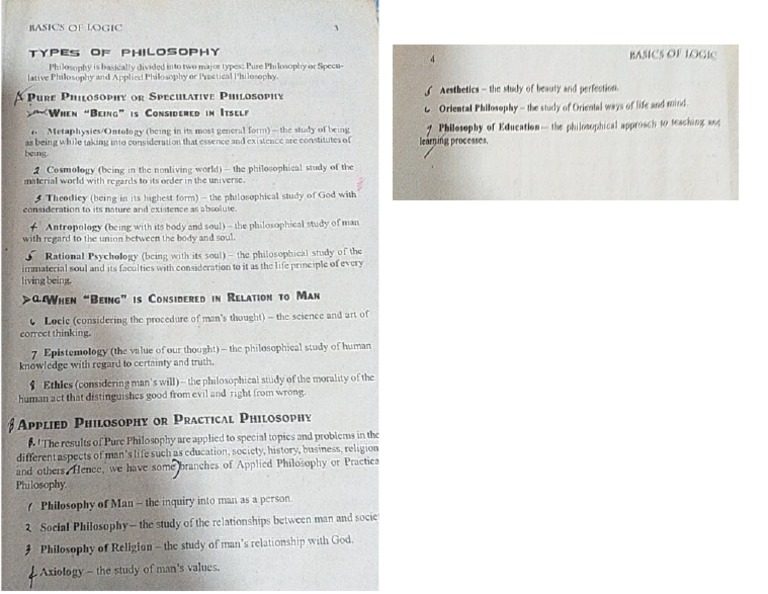 BASICS OF LOGIC 3
TYPES OF PHILOSOPHY
Philosophy is basically divided into two major types: Pure Philosophy or Specu-
lative Philosophy and Applied Philosophy or Practical Philosophy.
A PURE PHILOSOPHY OR SPECULATIVE PHILOSOPHY
WHEN "BEING" IS CONSIDERED IN ITSELF
1. Metaphysics/Ontology (being in its most general form) – the study of being
as being while taking into consideration that essence and existence are constitutes of
being.
2 Cosmology (being in the nonliving world) – the philosophical study of the
material world with regards to its order in the universe.
3 Theodicy (being in its highest form) – the philosophical study of God with
consideration to its nature and existence as absolute.
4 Antropology (being with its body and soul) – the philosophical study of man
with regard to the union between the body and soul.
5 Rational Psychology (being with its soul) – the philosophical study of the
immaterial soul and its faculties with consideration to it as the life principle of every
living being.
WHEN "BEING" IS CONSIDERED IN RELATION TO MAN
6 Logic (considering the procedure of man's thought) – the science and art of
correct thinking.
7 Epistemology (the value of our thought) – the philosophical study of human
knowledge with regard to certainty and truth.
8 Ethics (considering man's will) – the philosophical study of the morality of the
human act that distinguishes good from evil and right from wrong.
B APPLIED PHILOSOPHY OR PRACTICAL PHILOSOPHY
The results of Pure Philosophy are applied to special topics and problems in the
different aspects of man's life such as education, society, history, business, religion
and others. Hence, we have some branches of Applied Philosophy or Practica
Philosophy.
1 Philosophy of Man – the inquiry into man as a person.
2 Social Philosophy – the study of the relationships between man and socie
3 Philosophy of Religion – the study of man's relationship with God.
4 Axiology – the study of man's values.
4 BASICS OF LOGIC
5 Aesthetics – the study of beauty and perfection.
6 Oriental Philosophy – the study of Oriental ways of life and mind.
7 Philosophy of Education — the philosophical approach to teaching and
learning processes.